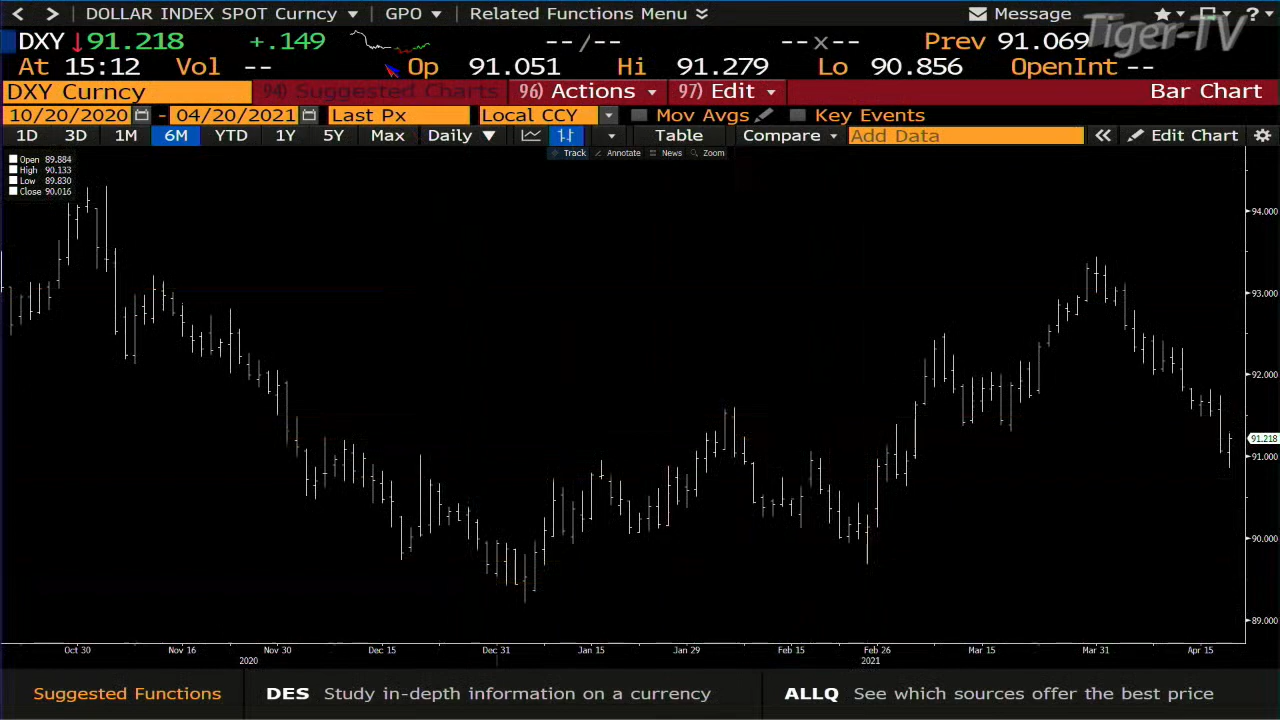 DOLLAR INDEX SPOT Curncy GPO Related Functions Menu Message ?
DXY 91.218 +.149 --/-- --x-- Prev 91.069 Tiger-TV
At 15:12 Vol -- Op 91.051 Hi 91.279 Lo 90.856 OpenInt --
DXY Curncy 94) Suggested Charts 96) Actions 97) Edit Bar Chart
10/20/2020 - 04/20/2021 Last Px Local CCY Mov Avgs Key Events
1D 3D 1M 6M YTD 1Y 5Y Max Daily Table Compare Add Data Edit Chart
Track Annotate News Zoom
Open 89.884
High 90.133
Low 89.830
Close 90.016
94.000
93.000
92.000
91.218
91.000
90.000
89.000
Oct 30 Nov 16 Nov 30 Dec 15 Dec 31 Jan 15 Jan 29 Feb 15 Feb 26 Mar 15 Mar 31 Apr 15
2020 2021
Suggested Functions DES Study in-depth information on a currency ALLQ See which sources offer the best price